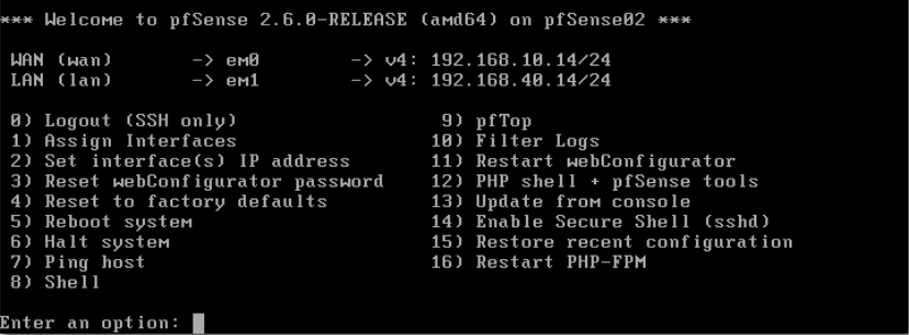 *** Welcome to pfSense 2.6.0-RELEASE (amd64) on pfSense02 ***
WAN (wan) -> em0 -> v4: 192.168.10.14/24
LAN (lan) -> em1 -> v4: 192.168.40.14/24
0) Logout (SSH only) 9) pfTop
1) Assign Interfaces 10) Filter Logs
2) Set interface(s) IP address 11) Restart webConfigurator
3) Reset webConfigurator password 12) PHP shell + pfSense tools
4) Reset to factory defaults 13) Update from console
5) Reboot system 14) Enable Secure Shell (sshd)
6) Halt system 15) Restore recent configuration
7) Ping host 16) Restart PHP-FPM
8) Shell
Enter an option: